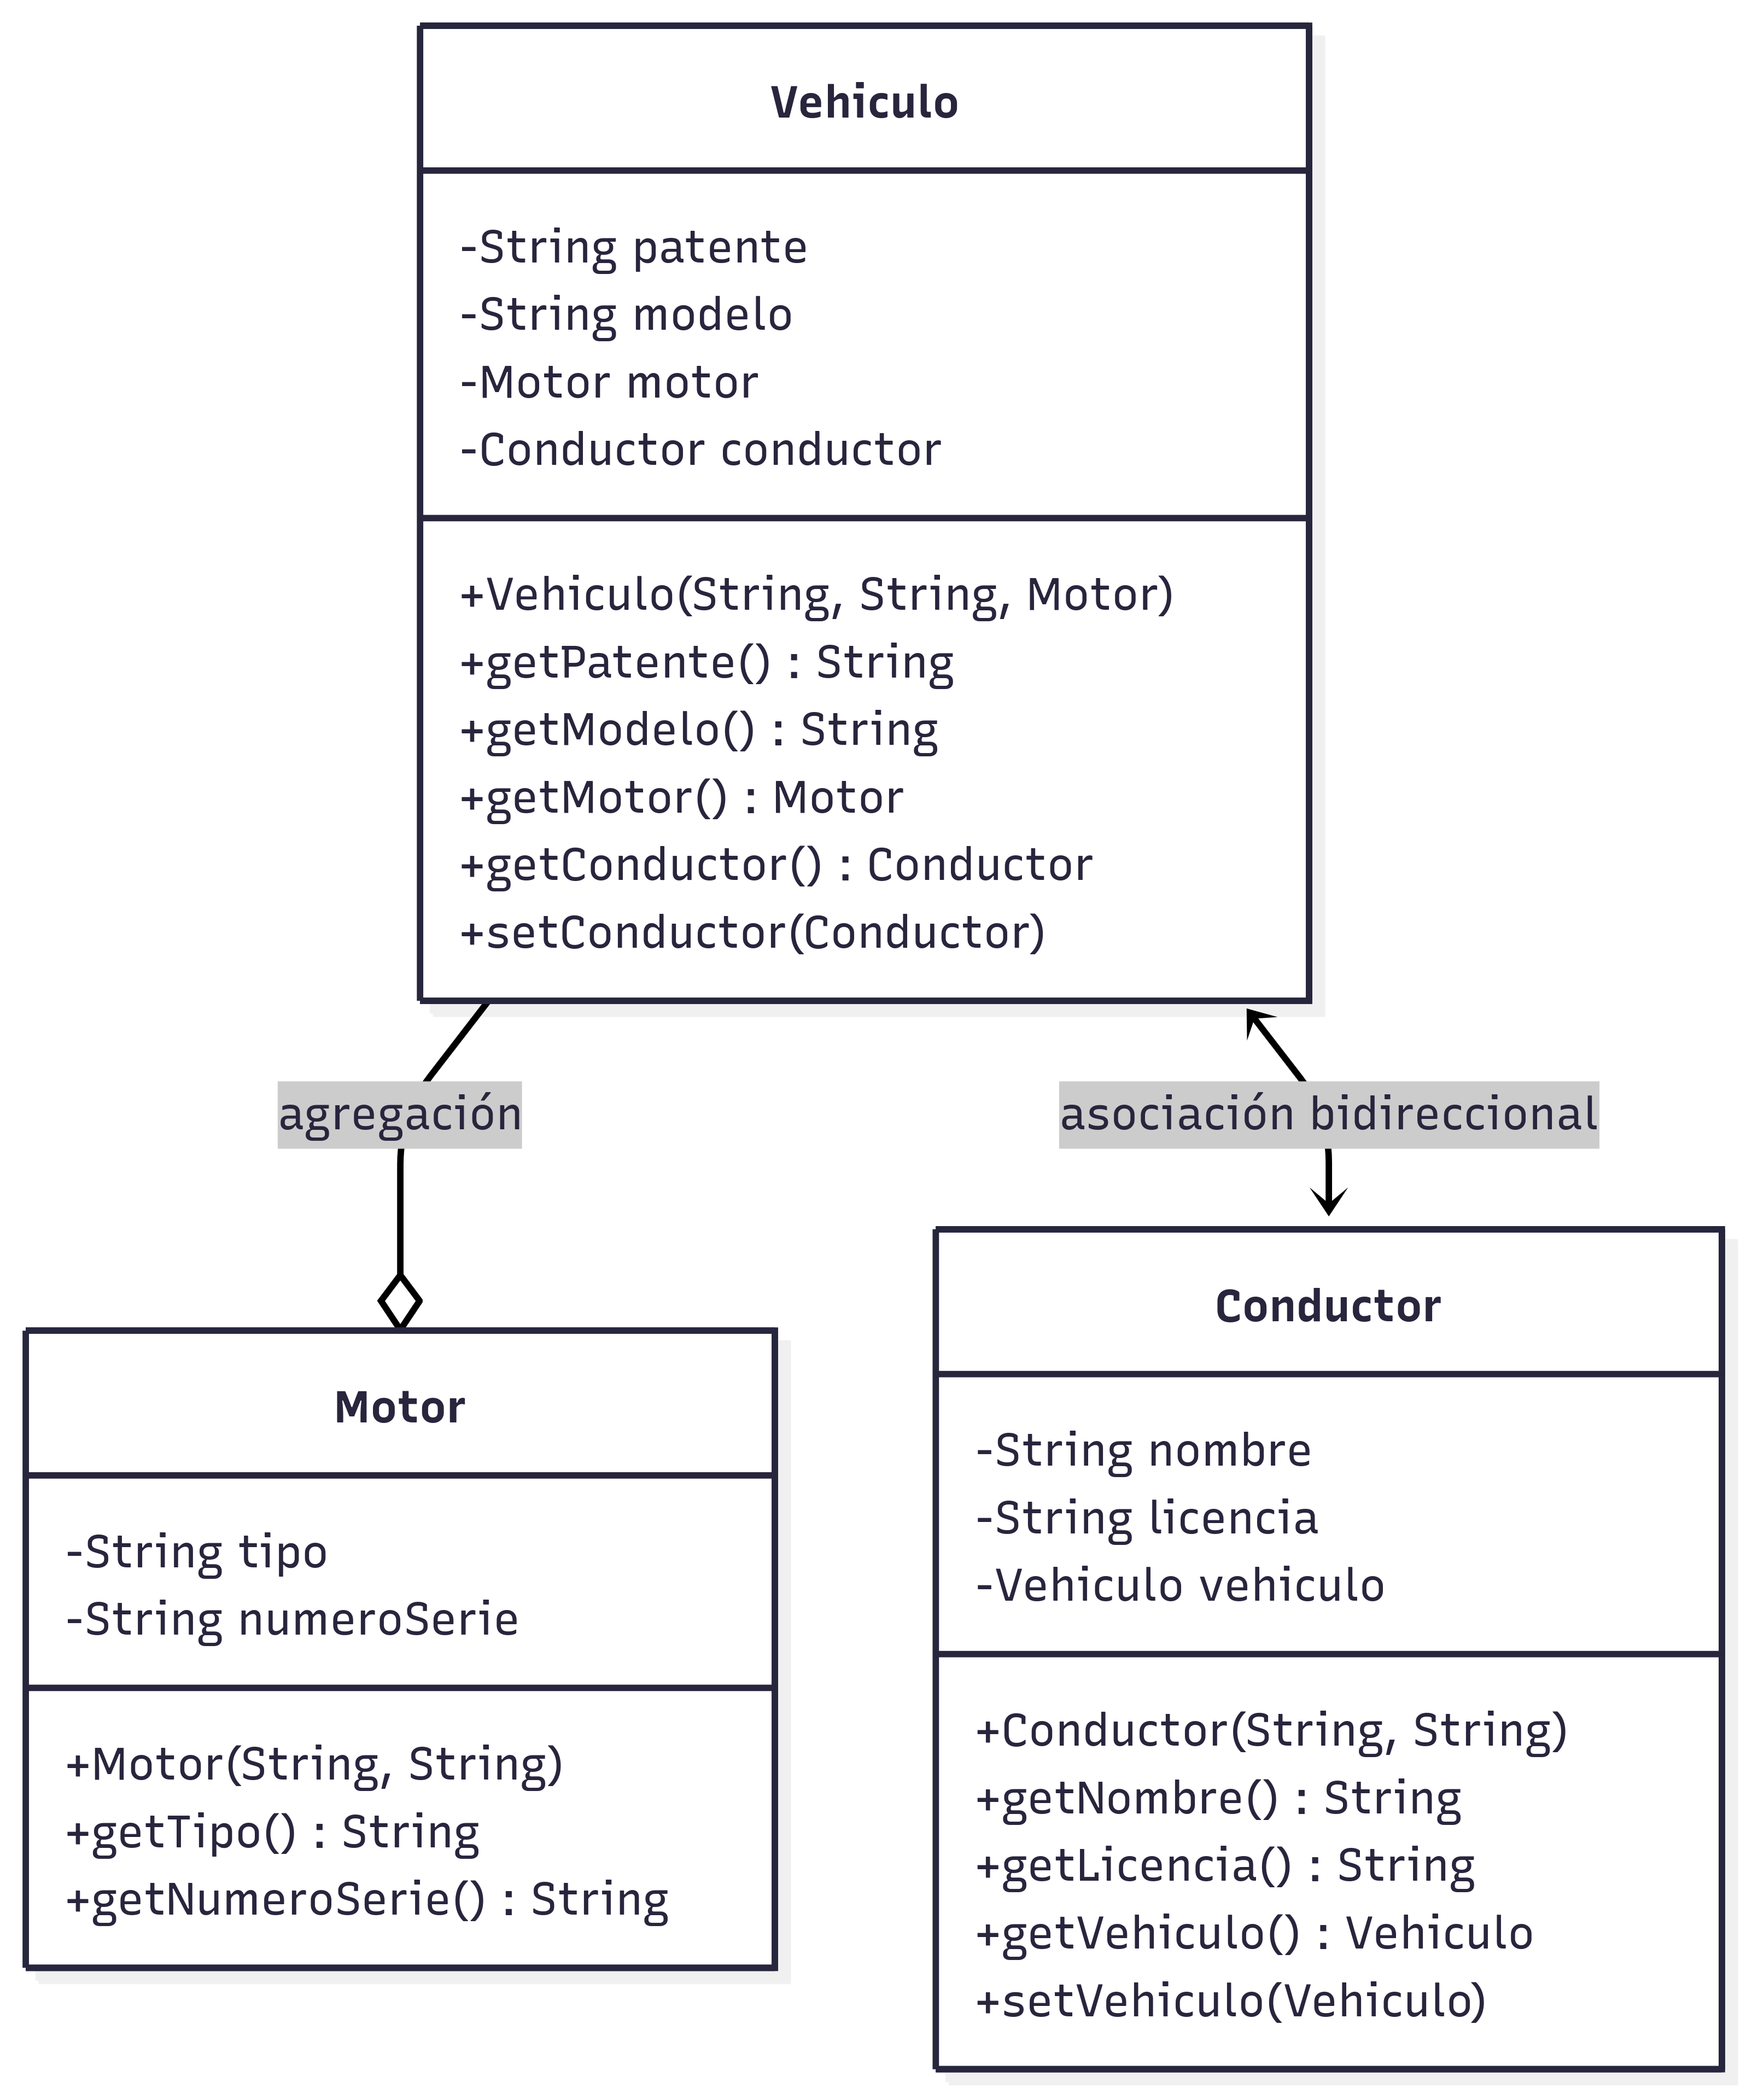 Vehiculo
-String patente
-String modelo
-Motor motor
-Conductor conductor
+Vehiculo(String, String, Motor)
+getPatente() : String
+getModelo() : String
+getMotor() : Motor
+getConductor() : Conductor
+setConductor(Conductor)
agregación
asociación bidireccional
Motor
-String tipo
-String numeroSerie
+Motor(String, String)
+getTipo() : String
+getNumeroSerie() : String
Conductor
-String nombre
-String licencia
-Vehiculo vehiculo
+Conductor(String, String)
+getNombre() : String
+getLicencia() : String
+getVehiculo() : Vehiculo
+setVehiculo(Vehiculo)